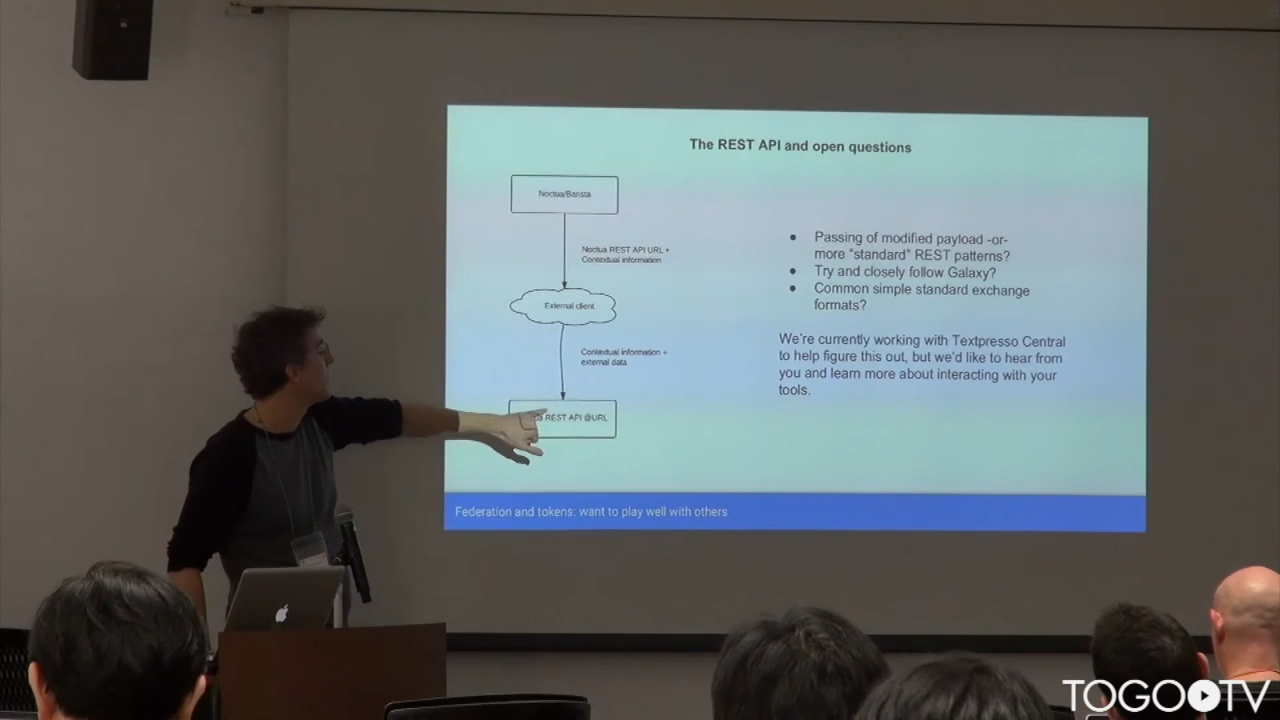 The REST API and open questions
Noctua/Barista
Noctua REST API URL +
Contextual information
External client
Contextual information +
external data
REST API @URL
● Passing of modified payload -or-
more “standard” REST patterns?
● Try and closely follow Galaxy?
● Common simple standard exchange
formats?
We're currently working with Textpresso Central
to help figure this out, but we'd like to hear from
you and learn more about interacting with your
tools.
Federation and tokens: want to play well with others
TOGOTV